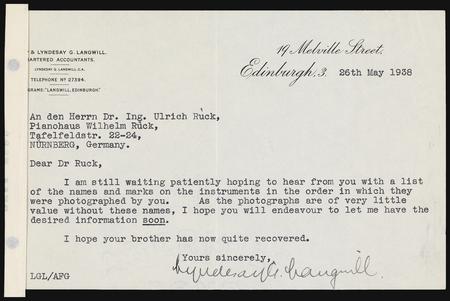 & LYNDESAY G. LANGWILL.
CHARTERED ACCOUNTANTS.
LYNDESAY G. LANGWILL, C.A.
TELEPHONE Nº 27394.
GRAMS: "LANGWILL, EDINBURGH."
19 Melville Street,
Edinburgh, 3. 26th May 1938
An den Herrn Dr. Ing. Ulrich Rück,
Pianohaus Wilhelm Rück,
Tafelfeldstr. 22-24,
NÜRNBERG, Germany.
Dear Dr Ruck,
I am still waiting patiently hoping to hear from you with a list
of the names and marks on the instruments in the order in which they
were photographed by you. As the photographs are of very little
value without these names, I hope you will endeavour to let me have the
desired information soon.
I hope your brother has now quite recovered.
Yours sincerely,
Lyndesay G. Langwill.
LGL/AFG